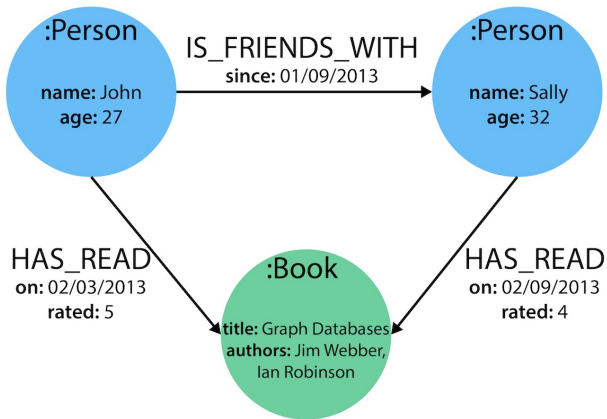 :Person
name: John
age: 27
IS_FRIENDS_WITH
since: 01/09/2013
:Person
name: Sally
age: 32
HAS_READ
on: 02/03/2013
rated: 5
:Book
title: Graph Databases
authors: Jim Webber,
Ian Robinson
HAS_READ
on: 02/09/2013
rated: 4